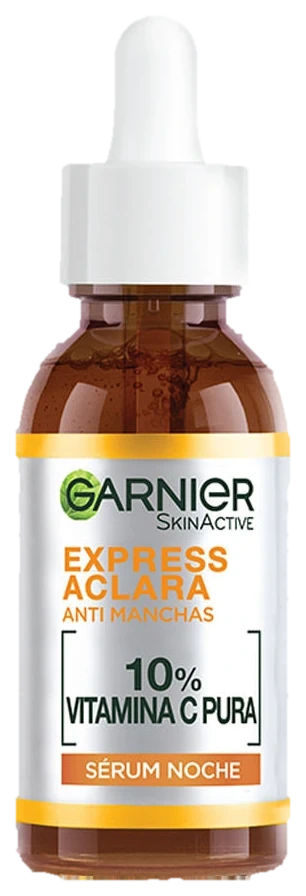 GARNIER
SKINACTIVE
EXPRESS
ACLARA
ANTI MANCHAS
10%
VITAMINA C PURA
SÉRUM NOCHE